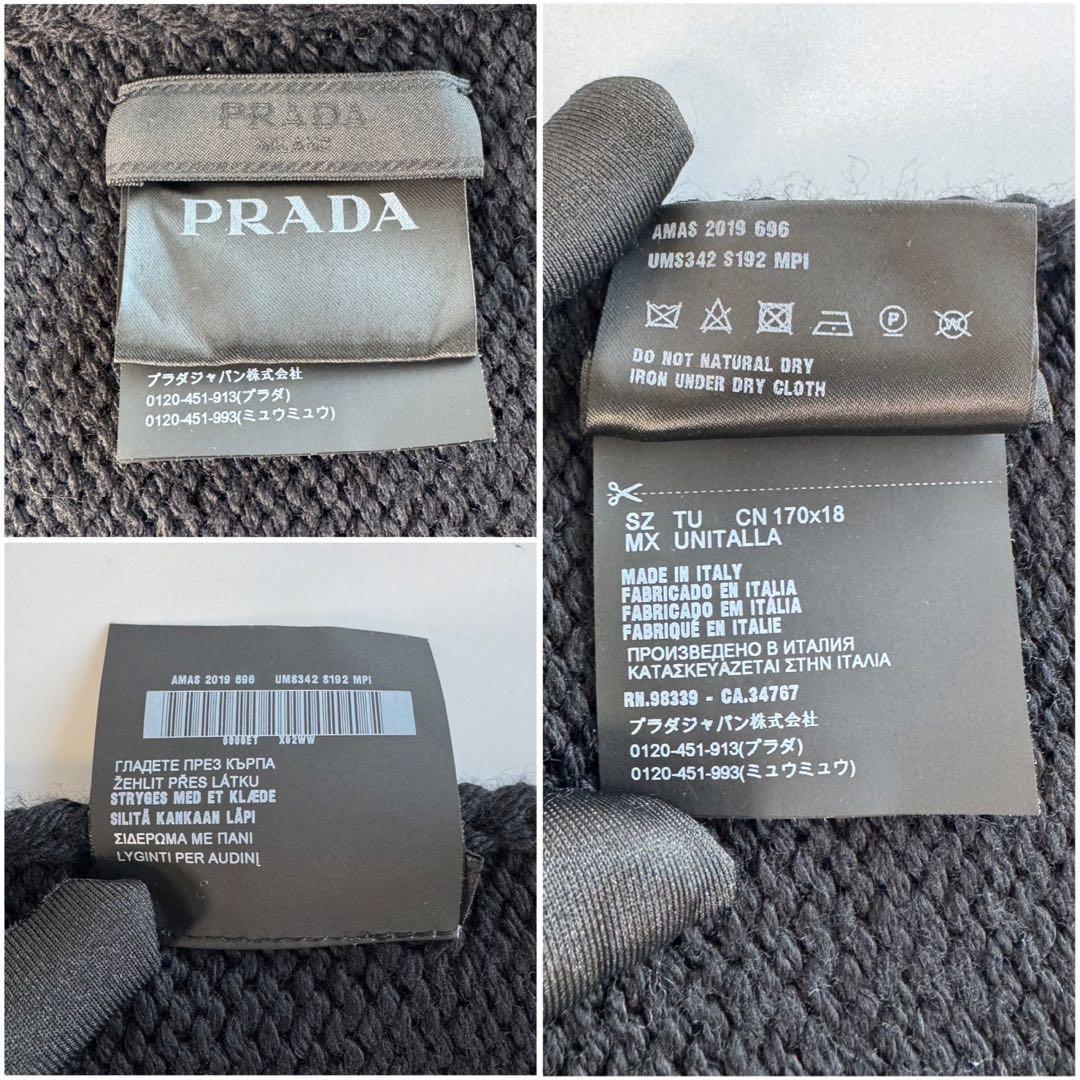 PRADA
MILANO
PRADA
プラダジャパン株式会社
0120-451-913(プラダ)
0120-451-993(ミュウミュウ)
AMAS 2019 696
UMS342 S192 MPI
P
W
DO NOT NATURAL DRY
IRON UNDER DRY CLOTH
SZ TU CN 170x18
MX UNITALLA
MADE IN ITALY
FABRICADO EN ITALIA
FABRICADO EM ITÁLIA
FABRIQUÉ EN ITALIE
ПРОИЗВЕДЕНО В ИТАЛИЯ
ΚΑΤΑΣΚΕΥΑΖΕΤΑΙ ΣΤΗΝ ΙΤΑΛΙΑ
RN.98339 - CA.34767
プラダジャパン株式会社
0120-451-913(プラダ)
0120-451-993(ミュウミュウ)
AMAS 2019 696 UMS342 S192 MPI
0000ET X02WW
ГЛАДЕТЕ ПРЕЗ КЪРПА
ŽEHLIT PŘES LÁTKU
STRYGES MED ET KLÆDE
SILITÄ KANKAAN LÄPI
ΣΙΔΕΡΩΜΑ ΜΕ ΠΑΝΙ
LYGINTI PER AUDINĮ